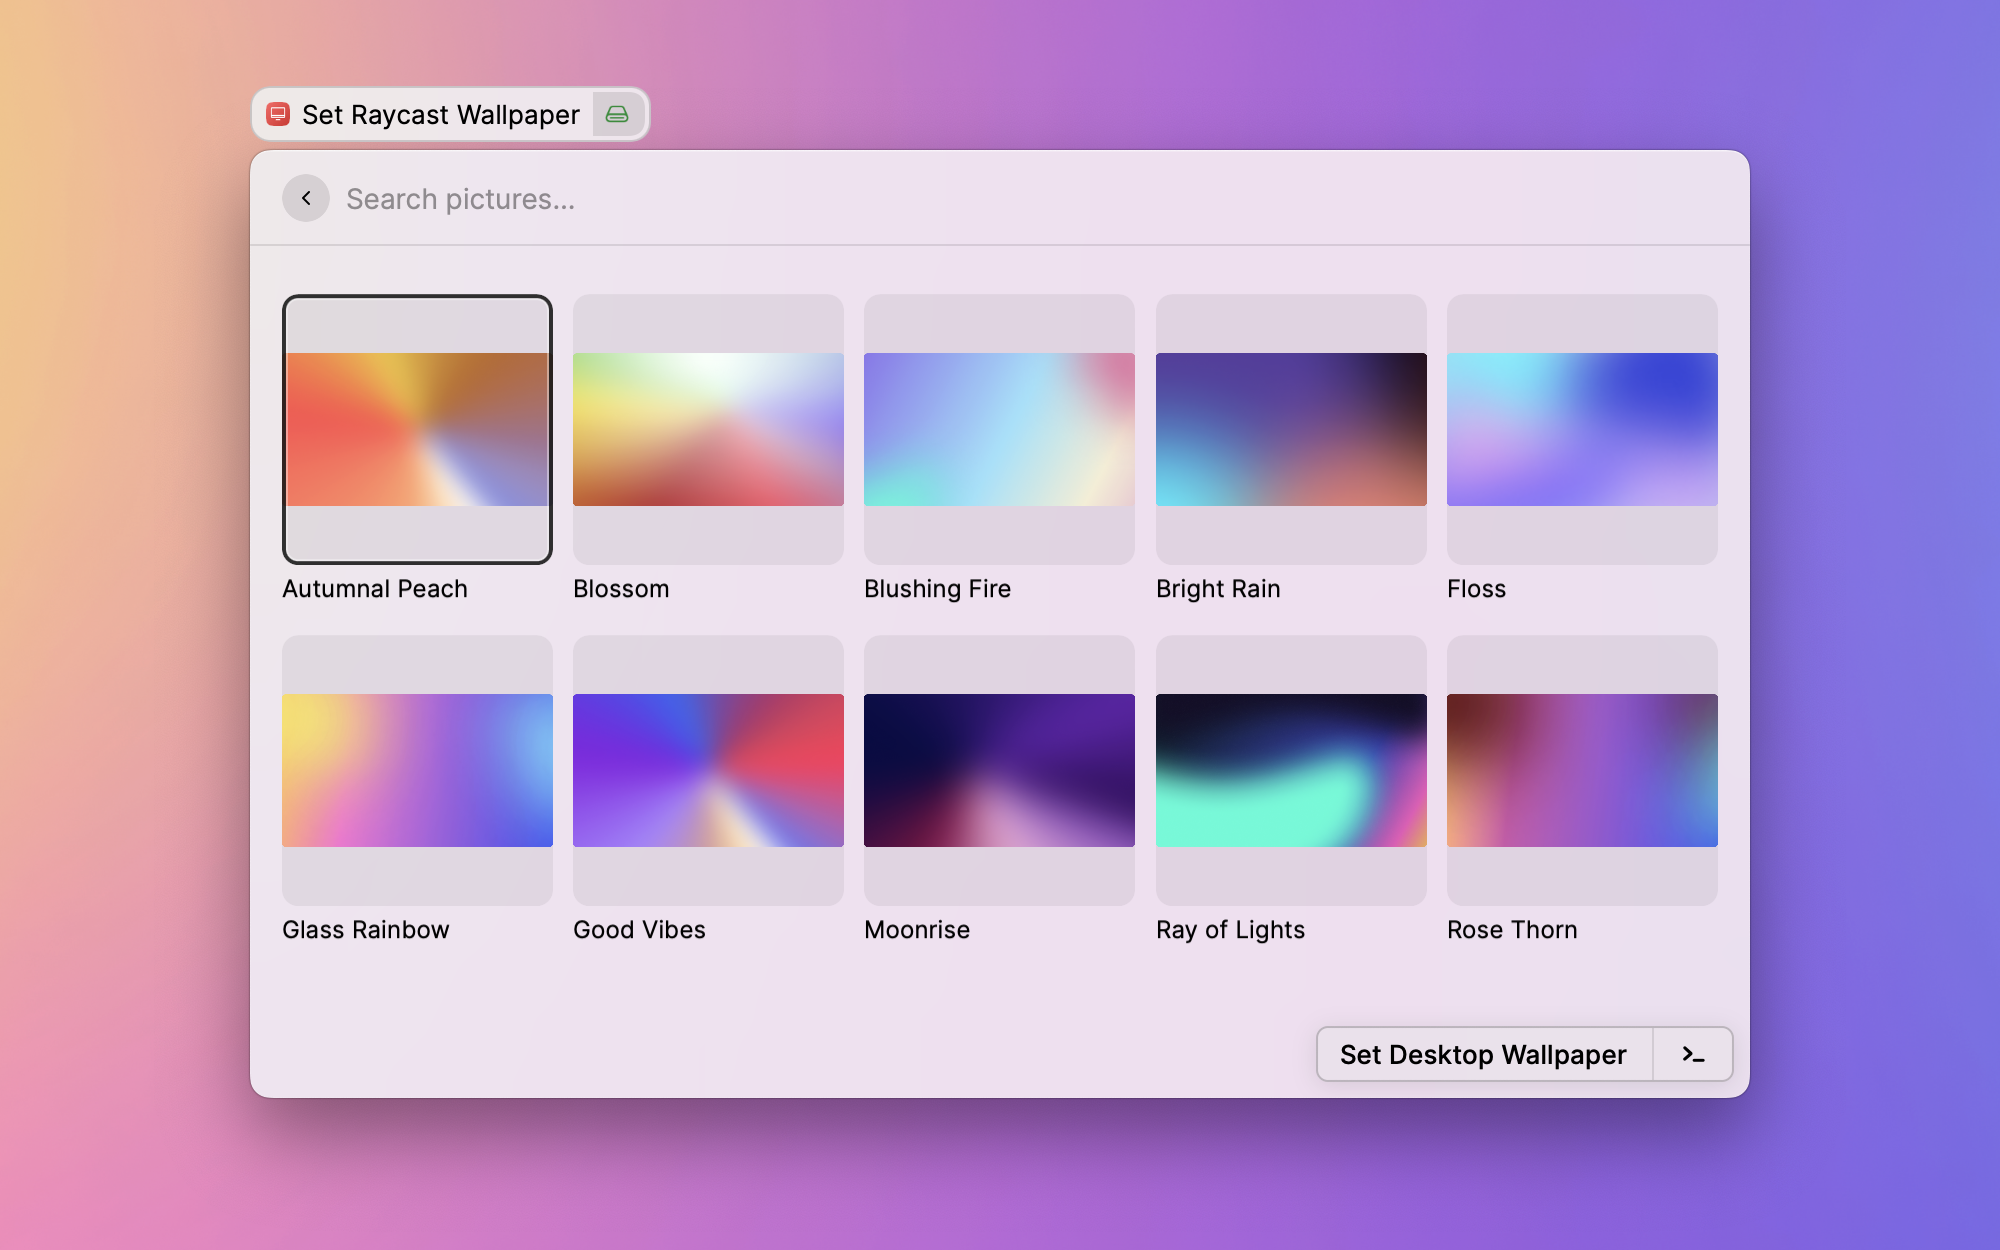 Set Raycast Wallpaper
Search pictures...
Autumnal Peach
Blossom
Blushing Fire
Bright Rain
Floss
Glass Rainbow
Good Vibes
Moonrise
Ray of Lights
Rose Thorn
Set Desktop Wallpaper